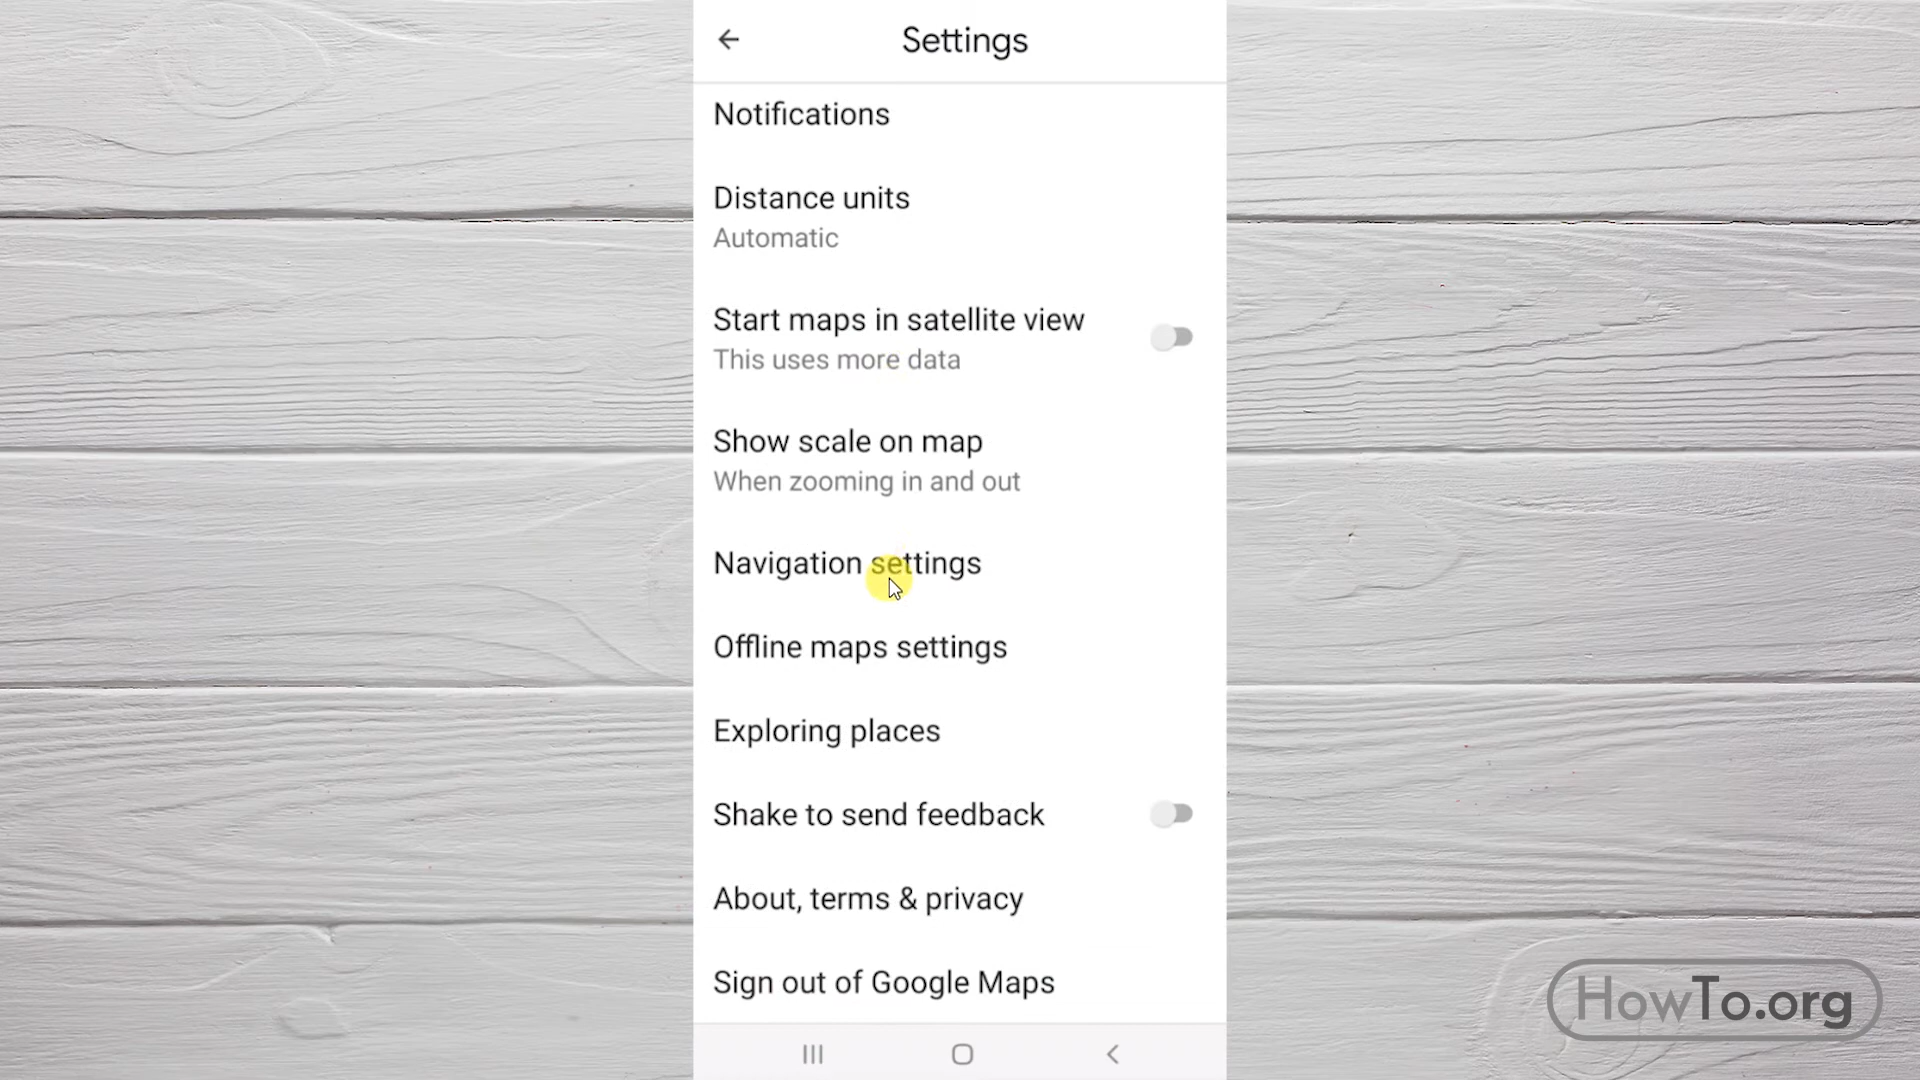 Settings
Notifications
Distance units
Automatic
Start maps in satellite view
This uses more data
Show scale on map
When zooming in and out
Navigation settings
Offline maps settings
Exploring places
Shake to send feedback
About, terms & privacy
Sign out of Google Maps
HowTo.org